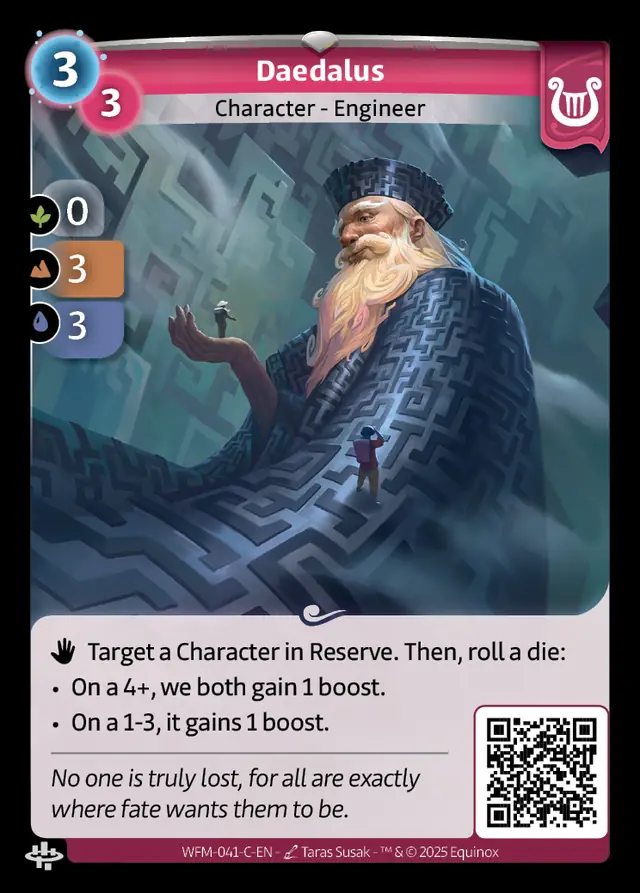 3
Daedalus
3
Character - Engineer
0
3
3
Target a Character in Reserve. Then, roll a die:
• On a 4+, we both gain 1 boost.
• On a 1-3, it gains 1 boost.
No one is truly lost, for all are exactly
where fate wants them to be.
WFM-041-C-EN - Taras Susak - ™ & © 2025 Equinox